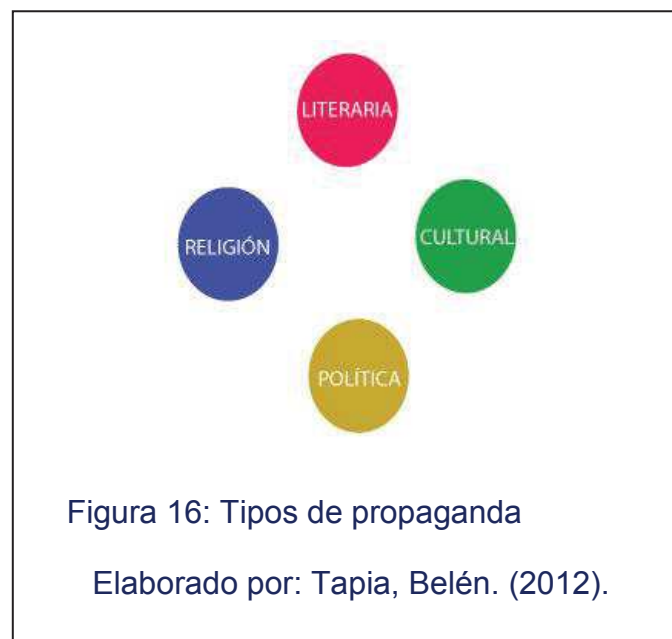 LITERARIA
RELIGIÓN
CULTURAL
POLÍTICA
Figura 16: Tipos de propaganda
Elaborado por: Tapia, Belén. (2012).